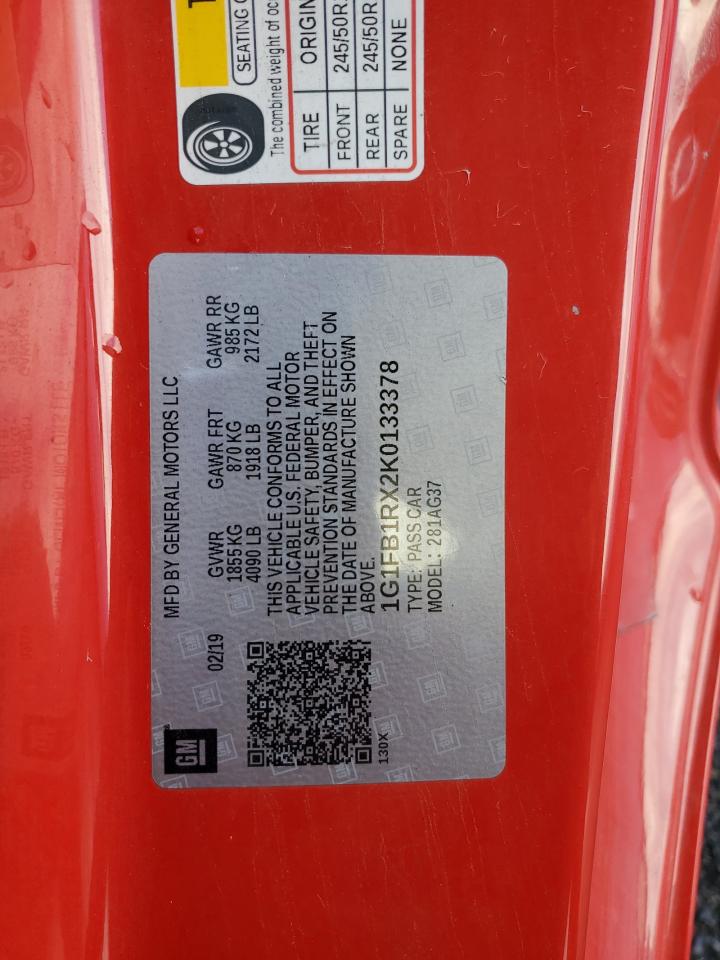 GM
MFD BY GENERAL MOTORS LLC
02/19
GVWR GAWR FRT GAWR RR
1855 KG 870 KG 985 KG
4090 LB 1918 LB 2172 LB
THIS VEHICLE CONFORMS TO ALL
APPLICABLE U.S. FEDERAL MOTOR
VEHICLE SAFETY, BUMPER, AND THEFT
PREVENTION STANDARDS IN EFFECT ON
THE DATE OF MANUFACTURE SHOWN
ABOVE.
1G1FB1RX2K0133378
TYPE: PASS CAR
MODEL: 281AG37
130X
SEATING
The combined weight of
TIRE
FRONT 245/50R
REAR 245/50R
SPARE NONE